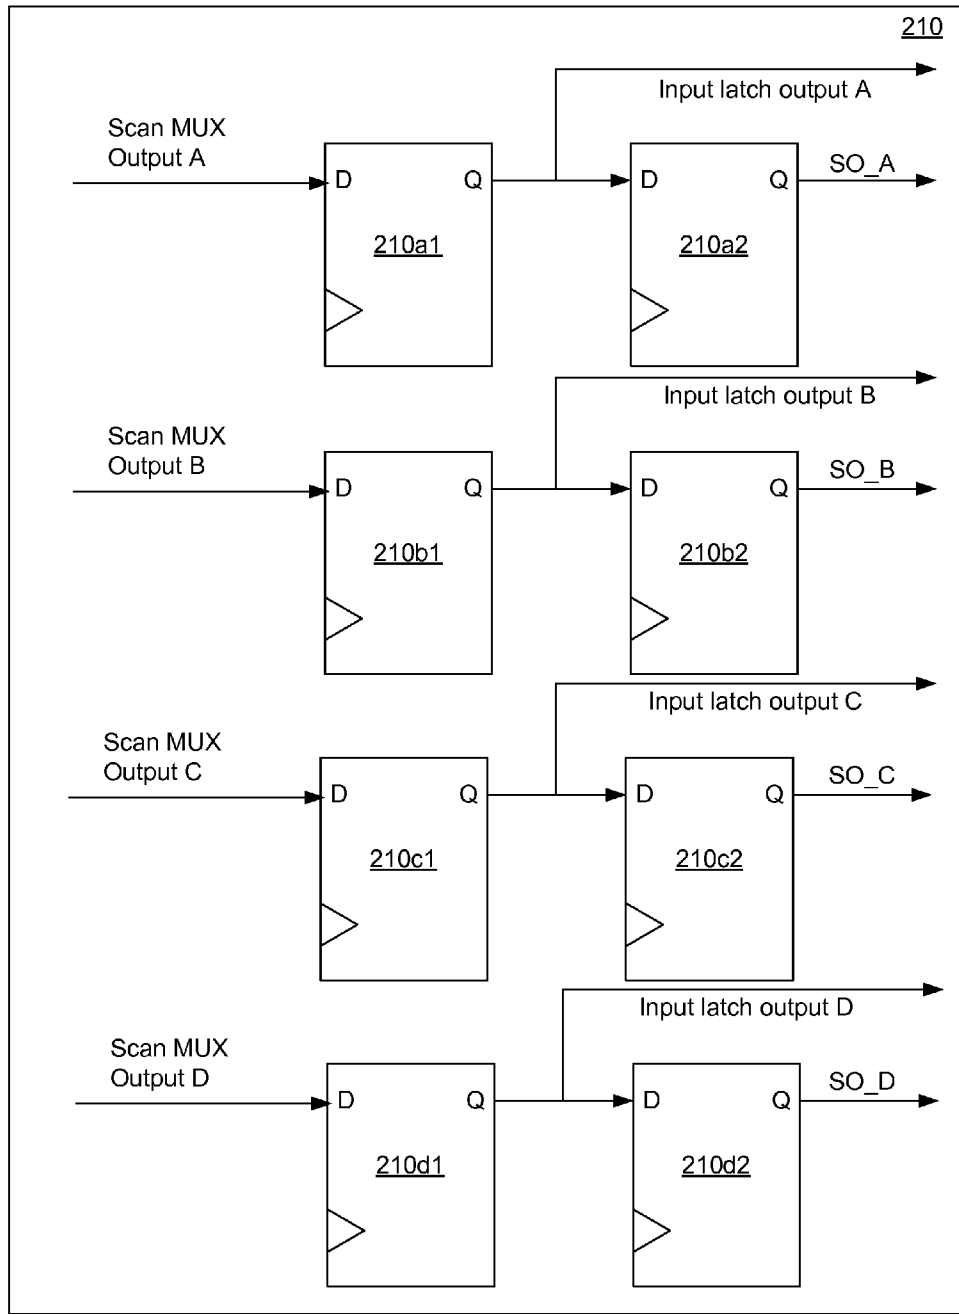 210
Input latch output A
Scan MUX
Output A
D Q D Q SO_A
210a1 210a2
Input latch output B
Scan MUX
Output B
D Q D Q SO_B
210b1 210b2
Input latch output C
Scan MUX
Output C
D Q D Q SO_C
210c1 210c2
Input latch output D
Scan MUX
Output D
D Q D Q SO_D
210d1 210d2